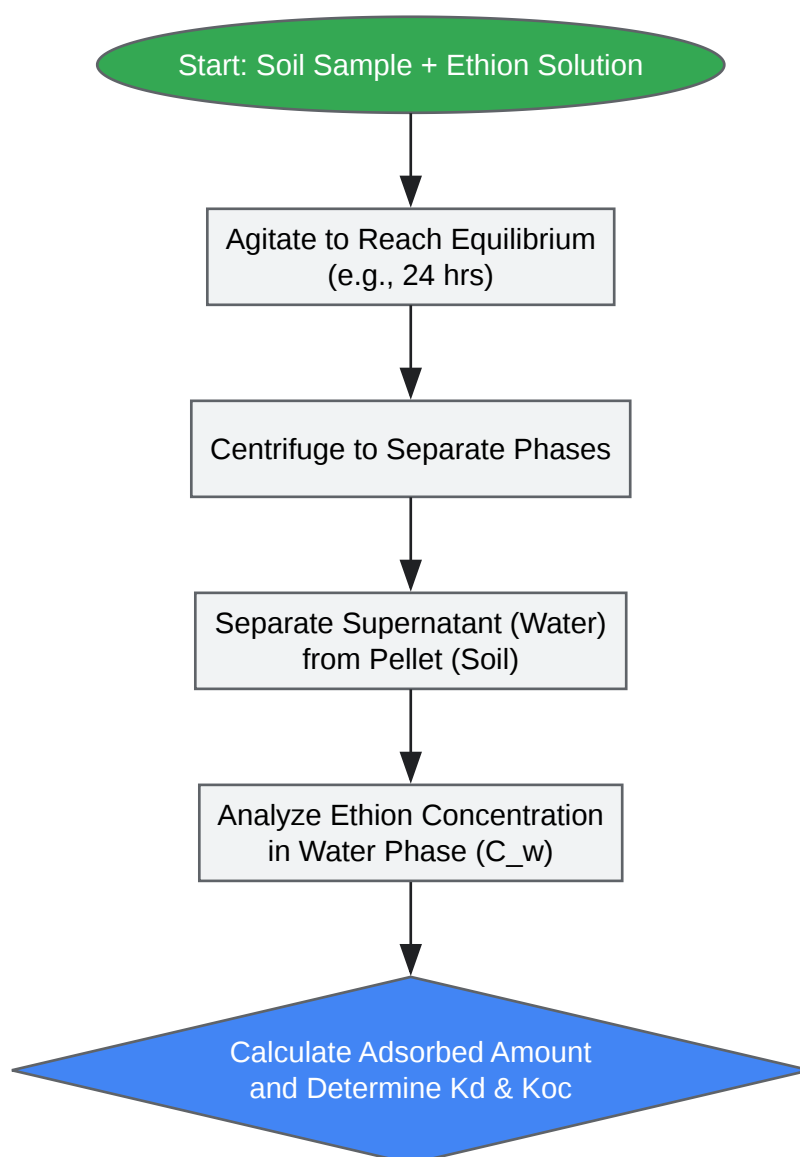 Start: Soil Sample + Ethion Solution
Agitate to Reach Equilibrium
(e.g., 24 hrs)
Centrifuge to Separate Phases
Separate Supernatant (Water)
from Pellet (Soil)
Analyze Ethion Concentration
in Water Phase (C_w)
Calculate Adsorbed Amount
and Determine Kd & Koc